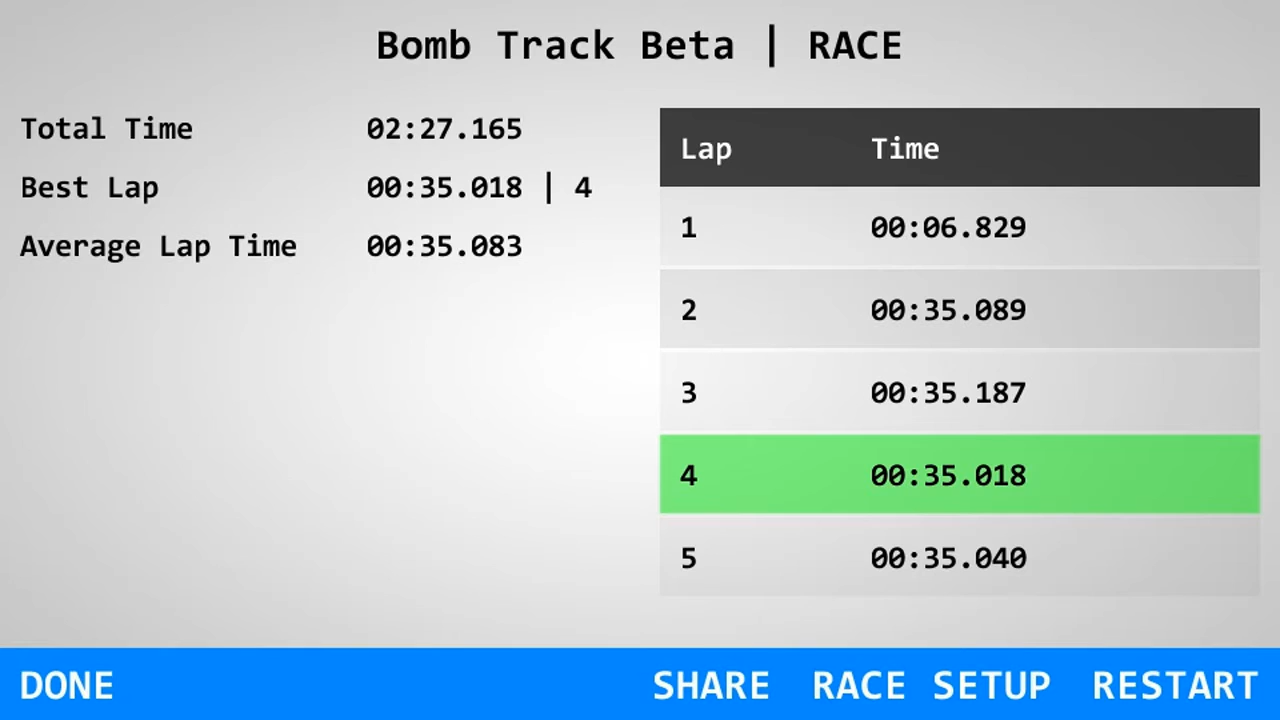 Bomb Track Beta | RACE
Total Time 02:27.165
Best Lap 00:35.018 | 4
Average Lap Time 00:35.083
Lap Time
1 00:06.829
2 00:35.089
3 00:35.187
4 00:35.018
5 00:35.040
DONE SHARE RACE SETUP RESTART